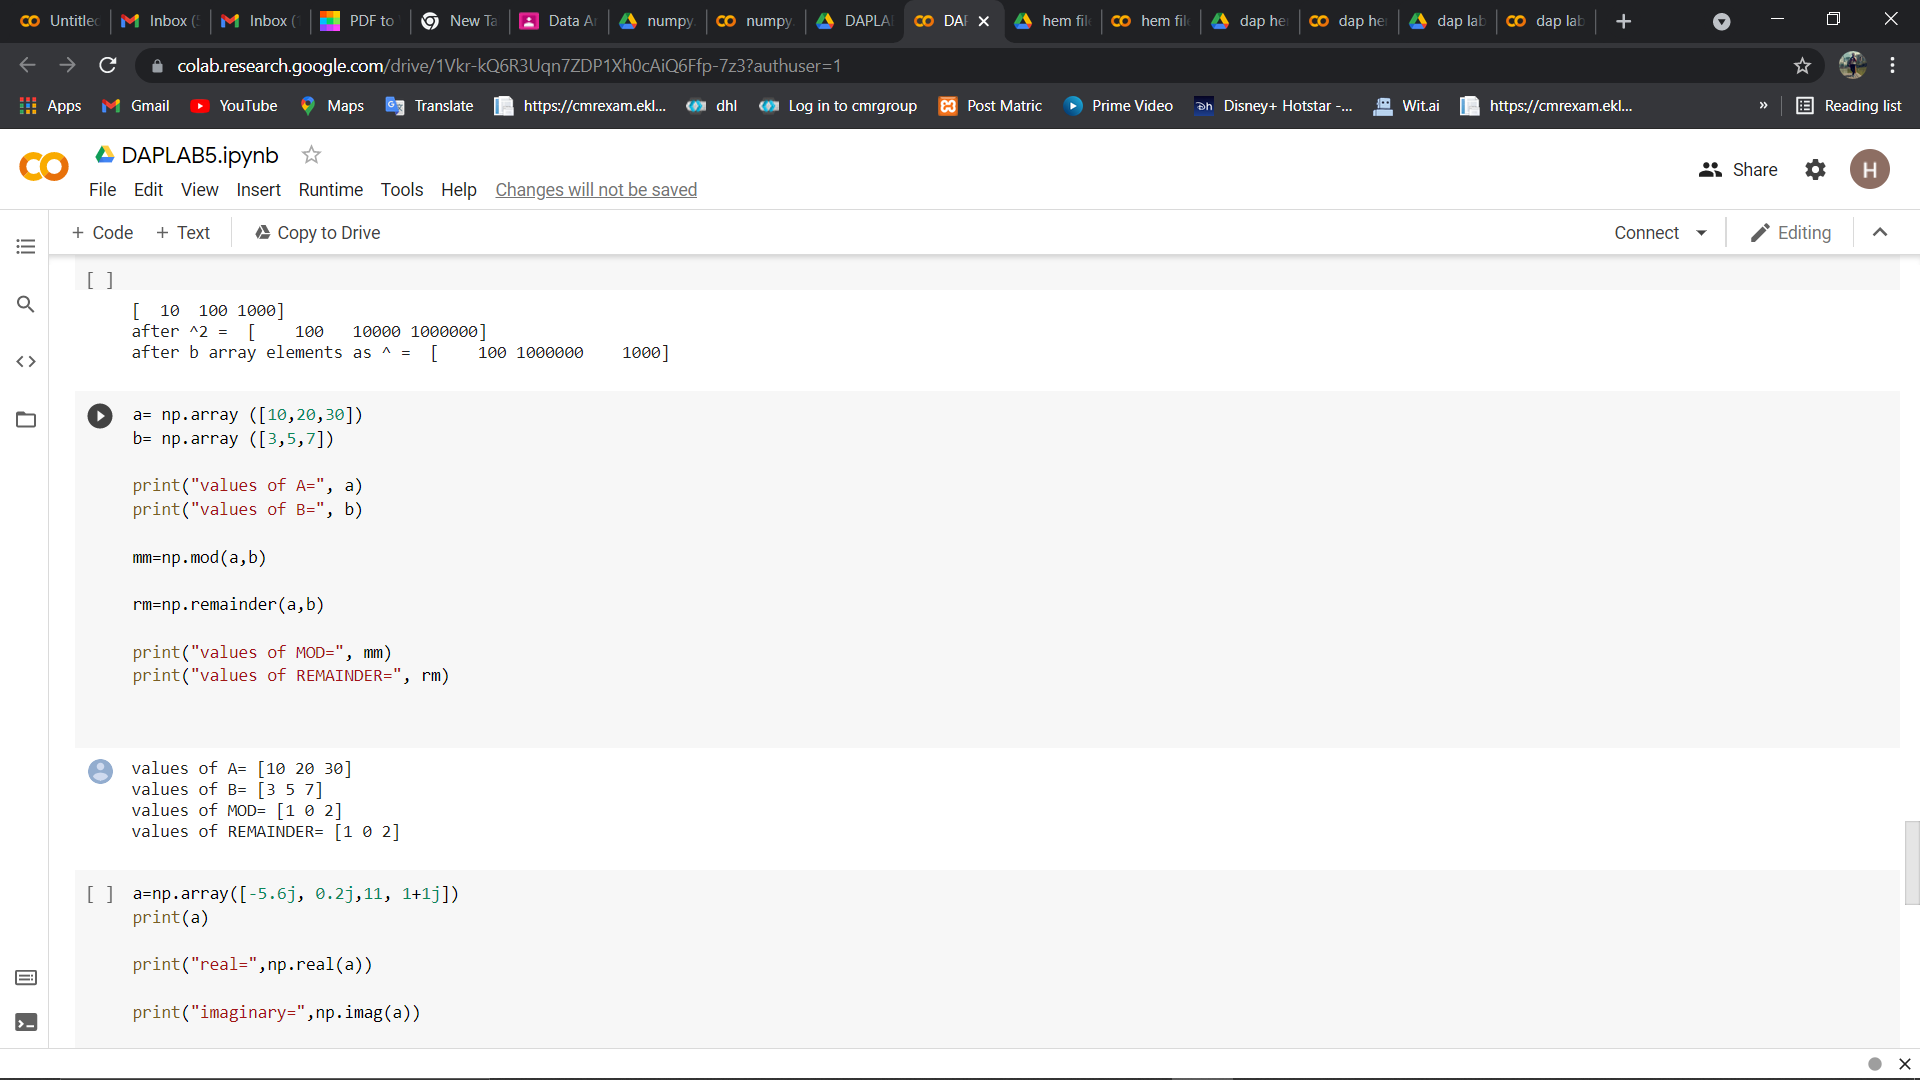 Untitled Inbox ( Inbox ( PDF to New Ta Data A numpy. numpy. DAPLA DAP hem fil hem fil dap he dap he dap lab dap lab
colab.research.google.com/drive/1Vkr-kQ6R3Uqn7ZDP1Xh0cAiQ6Ffp-7z3?authuser=1
Apps Gmail YouTube Maps Translate https://cmrexam.ekl... dhl Log in to cmrgroup Post Matric Prime Video Disney+ Hotstar -... Wit.ai https://cmrexam.ekl... » Reading list
DAPLAB5.ipynb
Share H
File Edit View Insert Runtime Tools Help Changes will not be saved
+ Code + Text Copy to Drive Connect Editing
[ ]
[  10  100 1000]
after ^2 =  [    100   10000 1000000]
after b array elements as ^ =  [    100 1000000    1000]
a= np.array ([10,20,30])
b= np.array ([3,5,7])
print("values of A=", a)
print("values of B=", b)
mm=np.mod(a,b)
rm=np.remainder(a,b)
print("values of MOD=", mm)
print("values of REMAINDER=", rm)
values of A= [10 20 30]
values of B= [3 5 7]
values of MOD= [1 0 2]
values of REMAINDER= [1 0 2]
[ ] a=np.array([-5.6j, 0.2j,11, 1+1j])
print(a)
print("real=",np.real(a))
print("imaginary=",np.imag(a))